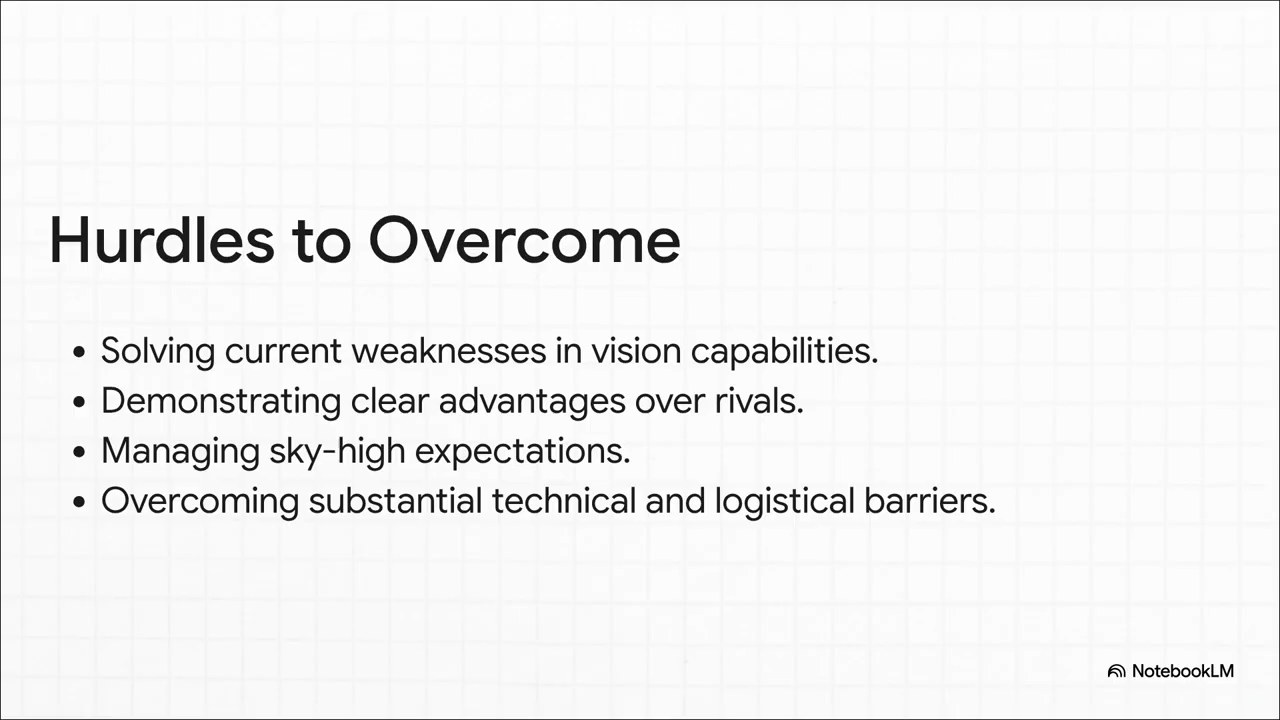 Hurdles to Overcome
• Solving current weaknesses in vision capabilities.
• Demonstrating clear advantages over rivals.
• Managing sky-high expectations.
• Overcoming substantial technical and logistical barriers.
NotebookLM